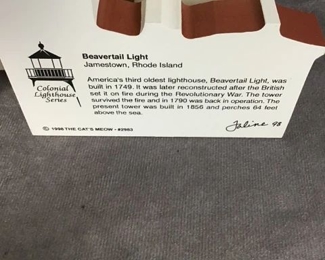 Beavertail Light
Jamestown, Rhode Island
America's third oldest lighthouse, Beavertail Light, was
built in 1749. It was later reconstructed after the British
set it on fire during the Revolutionary War. The tower
survived the fire and in 1790 was back in operation. The
present tower was built in 1856 and perches 64 feet
above the sea.
Colonial
Lighthouse
Series
© 1998 THE CAT'S MEOW
Faline 98